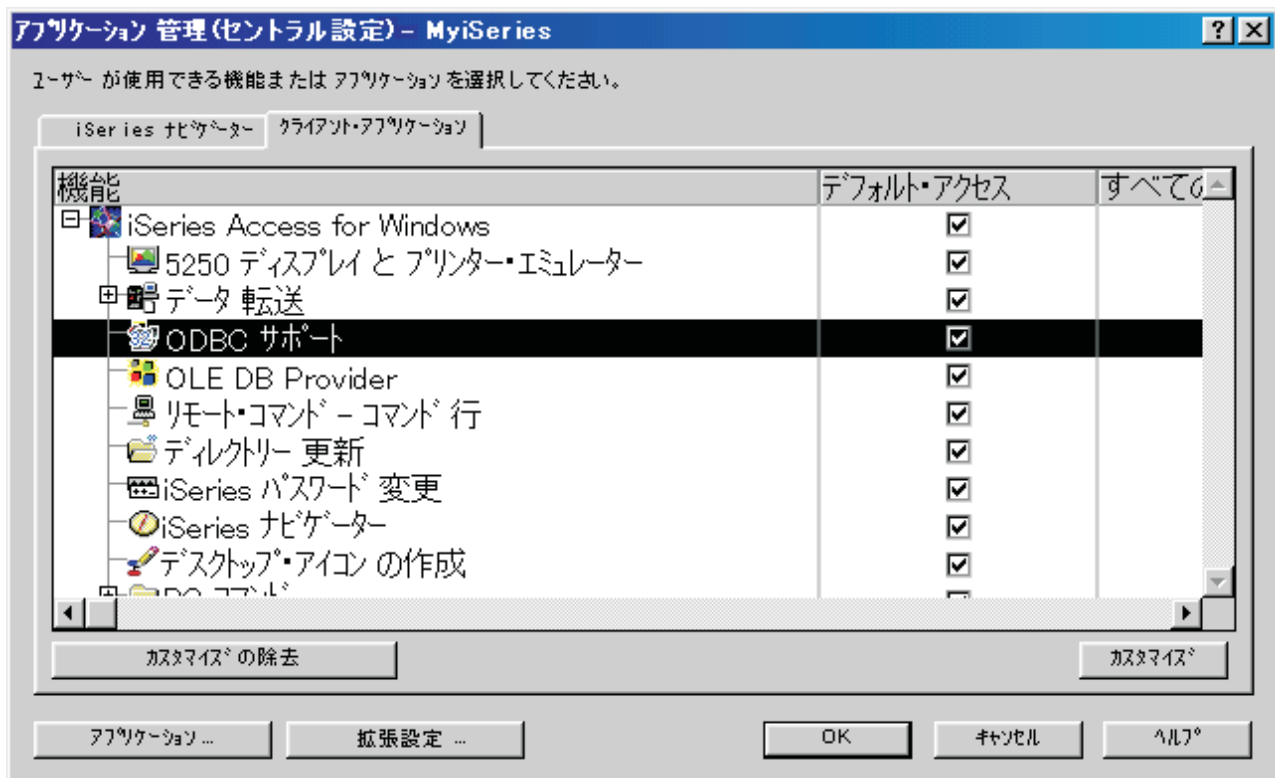 アプリケーション 管理(セントラル設定) - MyiSeries
ユーザー が使用できる機能または アプリケーション を選択してください。
iSeries ナビゲーター
クライアント・アプリケーション
機能 デフォルト・アクセス すべての
iSeries Access for Windows
5250 ディスプレイ と プリンター・エミュレーター
データ 転送
ODBC サポート
OLE DB Provider
リモート・コマンド - コマンド 行
ディレクトリー 更新
iSeries パスワード 変更
iSeries ナビゲーター
デスクトップ・アイコン の作成
PC コマンド
カスタマイズ の除去 カスタマイズ
アプリケーション ... 拡張設定 ... OK キャンセル ヘルプ